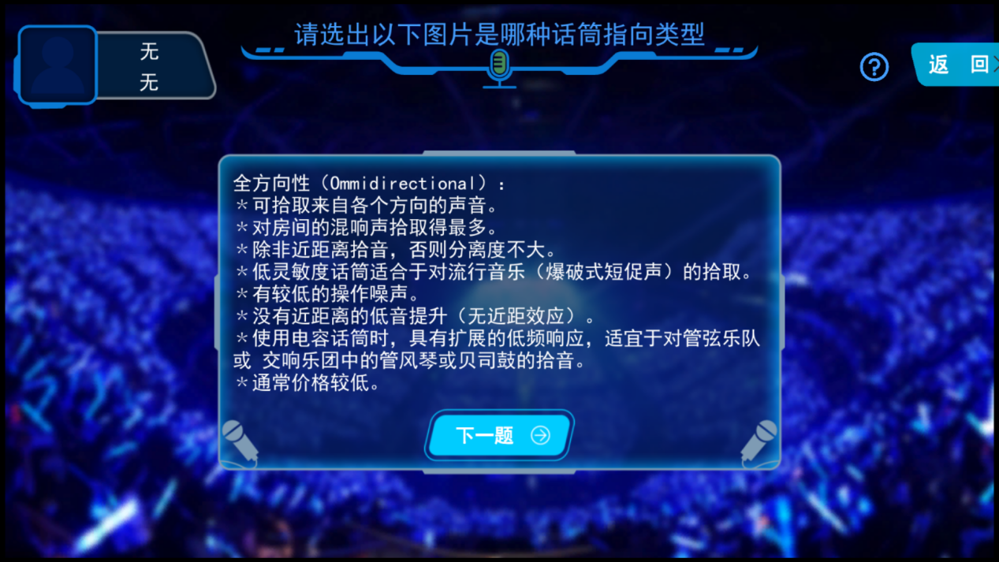 请选出以下图片是哪种话筒指向类型
无
无
返 回
全方向性（Ommidirectional）:
＊可拾取来自各个方向的声音。
＊对房间的混响声拾取得最多。
＊除非近距离拾音，否则分离度不大。
＊低灵敏度话筒适合于对流行音乐（爆破式短促声）的拾取。
＊有较低的操作噪声。
＊没有近距离的低音提升（无近距效应）。
＊使用电容话筒时，具有扩展的低频响应，适宜于对管弦乐队
或 交响乐团中的管风琴或贝司鼓的拾音。
＊通常价格较低。
下一题